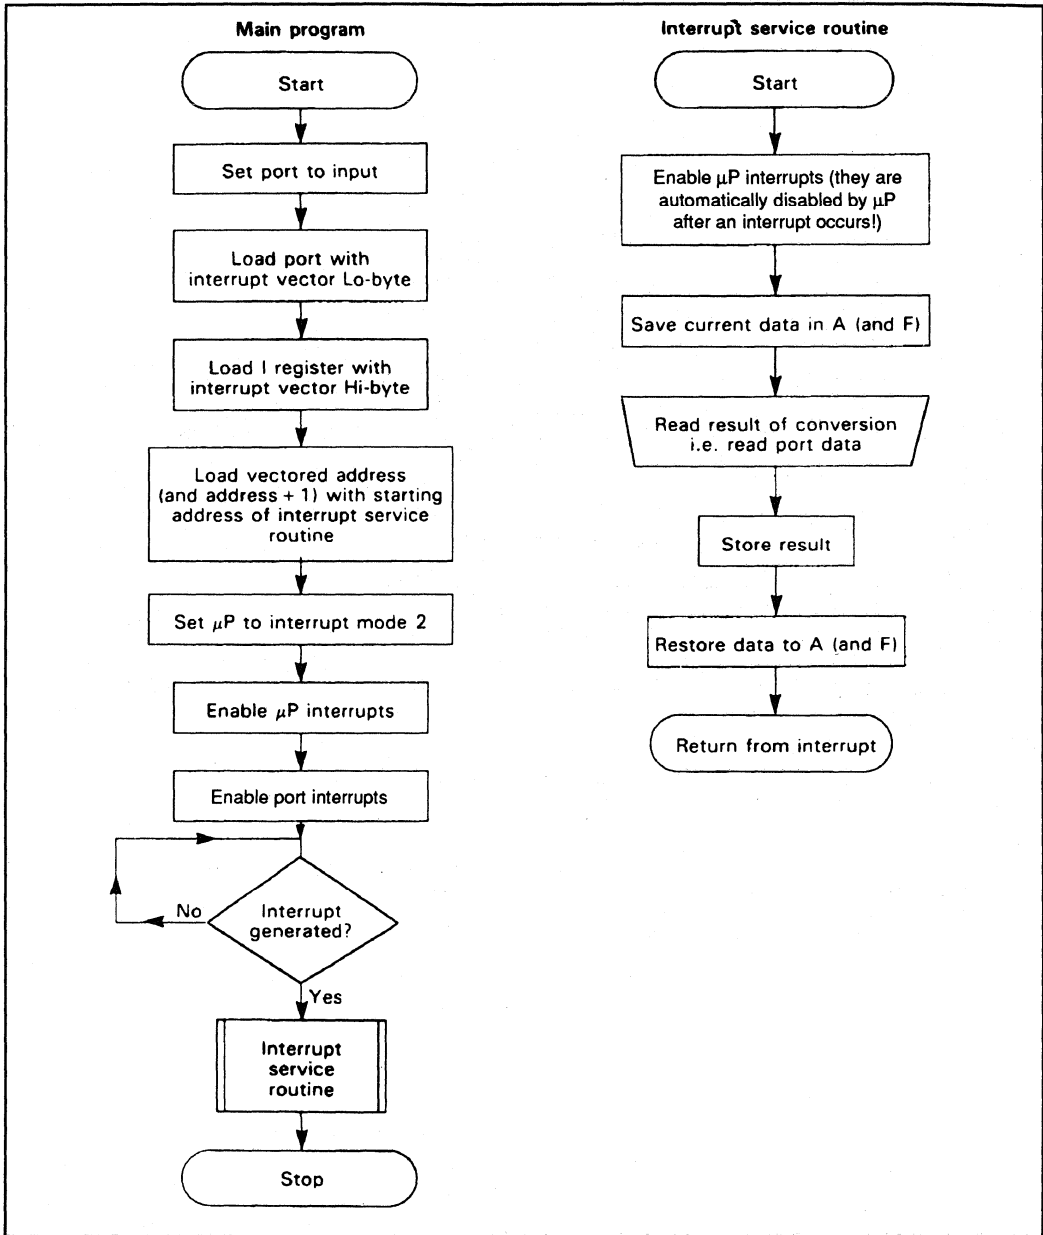 Main program
Start
Set port to input
Load port with
interrupt vector Lo-byte
Load I register with
interrupt vector Hi-byte
Load vectored address
(and address + 1) with starting
address of interrupt service
routine
Set μP to interrupt mode 2
Enable μP interrupts
Enable port interrupts
Interrupt
generated?
No
Yes
Interrupt
service
routine
Stop
Interrupt service routine
Start
Enable μP interrupts (they are
automatically disabled by μP
after an interrupt occurs!)
Save current data in A (and F)
Read result of conversion
i.e. read port data
Store result
Restore data to A (and F)
Return from interrupt